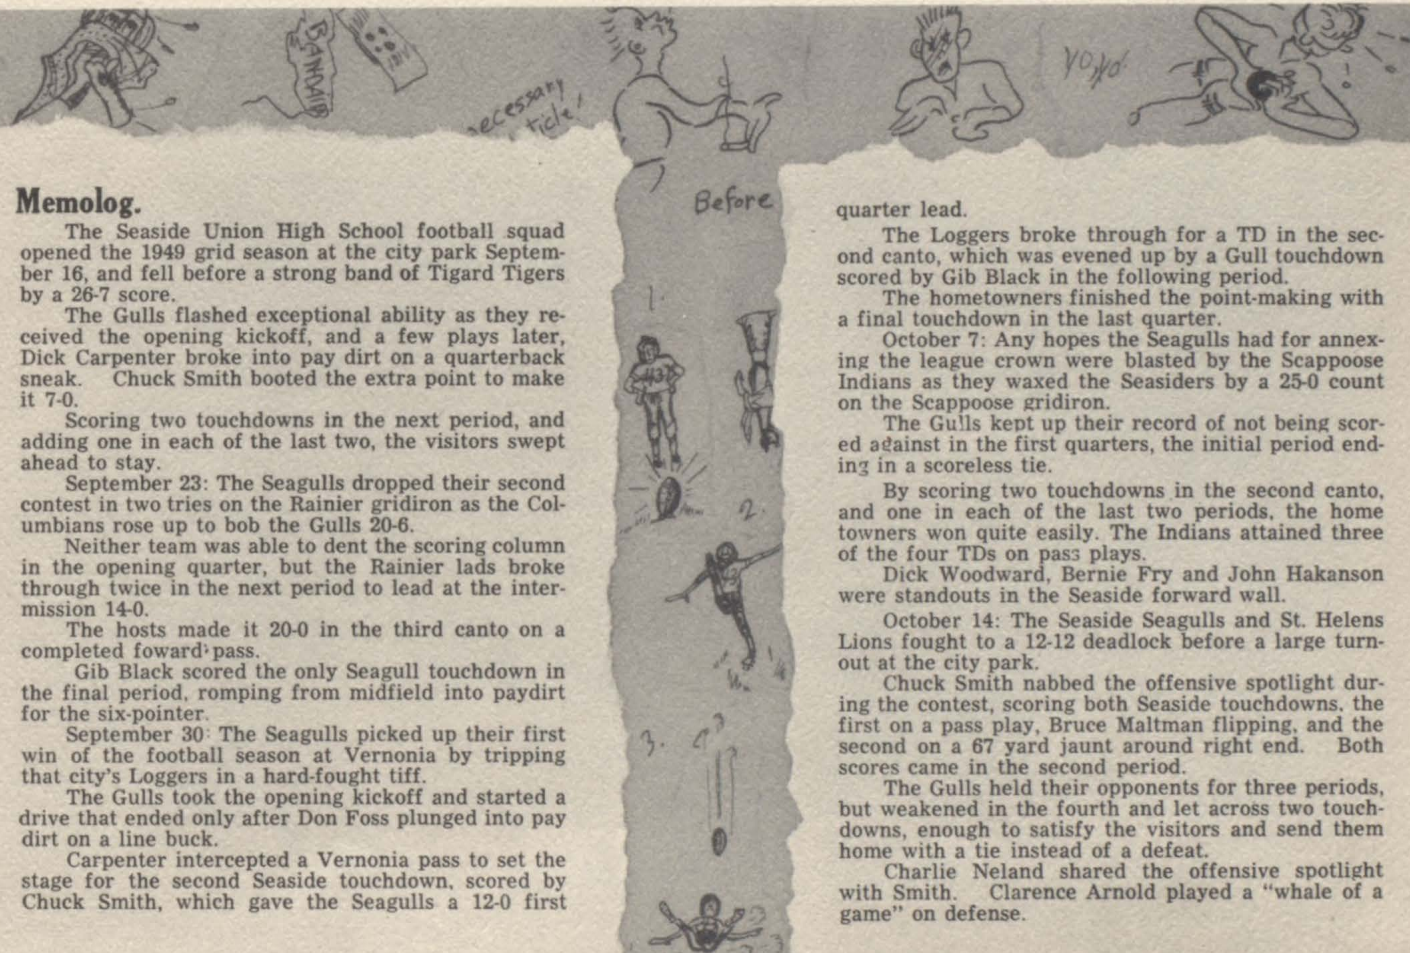 BANDAID
ecessary
ticle!
Before
1.
2.
3.
Memolog.
The Seaside Union High School football squad
opened the 1949 grid season at the city park Septem-
ber 16, and fell before a strong band of Tigard Tigers
by a 26-7 score.
The Gulls flashed exceptional ability as they re-
ceived the opening kickoff, and a few plays later,
Dick Carpenter broke into pay dirt on a quarterback
sneak. Chuck Smith booted the extra point to make
it 7-0.
Scoring two touchdowns in the next period, and
adding one in each of the last two, the visitors swept
ahead to stay.
September 23: The Seagulls dropped their second
contest in two tries on the Rainier gridiron as the Col-
umbians rose up to bob the Gulls 20-6.
Neither team was able to dent the scoring column
in the opening quarter, but the Rainier lads broke
through twice in the next period to lead at the inter-
mission 14-0.
The hosts made it 20-0 in the third canto on a
completed foward pass.
Gib Black scored the only Seagull touchdown in
the final period, romping from midfield into paydirt
for the six-pointer.
September 30: The Seagulls picked up their first
win of the football season at Vernonia by tripping
that city's Loggers in a hard-fought tiff.
The Gulls took the opening kickoff and started a
drive that ended only after Don Foss plunged into pay
dirt on a line buck.
Carpenter intercepted a Vernonia pass to set the
stage for the second Seaside touchdown, scored by
Chuck Smith, which gave the Seagulls a 12-0 first
quarter lead.
The Loggers broke through for a TD in the sec-
ond canto, which was evened up by a Gull touchdown
scored by Gib Black in the following period.
The hometowners finished the point-making with
a final touchdown in the last quarter.
October 7: Any hopes the Seagulls had for annex-
ing the league crown were blasted by the Scappoose
Indians as they waxed the Seasiders by a 25-0 count
on the Scappoose gridiron.
The Gulls kept up their record of not being scor-
ed against in the first quarters, the initial period end-
ing in a scoreless tie.
By scoring two touchdowns in the second canto,
and one in each of the last two periods, the home
towners won quite easily. The Indians attained three
of the four TDs on pass plays.
Dick Woodward, Bernie Fry and John Hakanson
were standouts in the Seaside forward wall.
October 14: The Seaside Seagulls and St. Helens
Lions fought to a 12-12 deadlock before a large turn-
out at the city park.
Chuck Smith nabbed the offensive spotlight dur-
ing the contest, scoring both Seaside touchdowns, the
first on a pass play, Bruce Maltman flipping, and the
second on a 67 yard jaunt around right end. Both
scores came in the second period.
The Gulls held their opponents for three periods,
but weakened in the fourth and let across two touch-
downs, enough to satisfy the visitors and send them
home with a tie instead of a defeat.
Charlie Neland shared the offensive spotlight
with Smith. Clarence Arnold played a "whale of a
game" on defense.